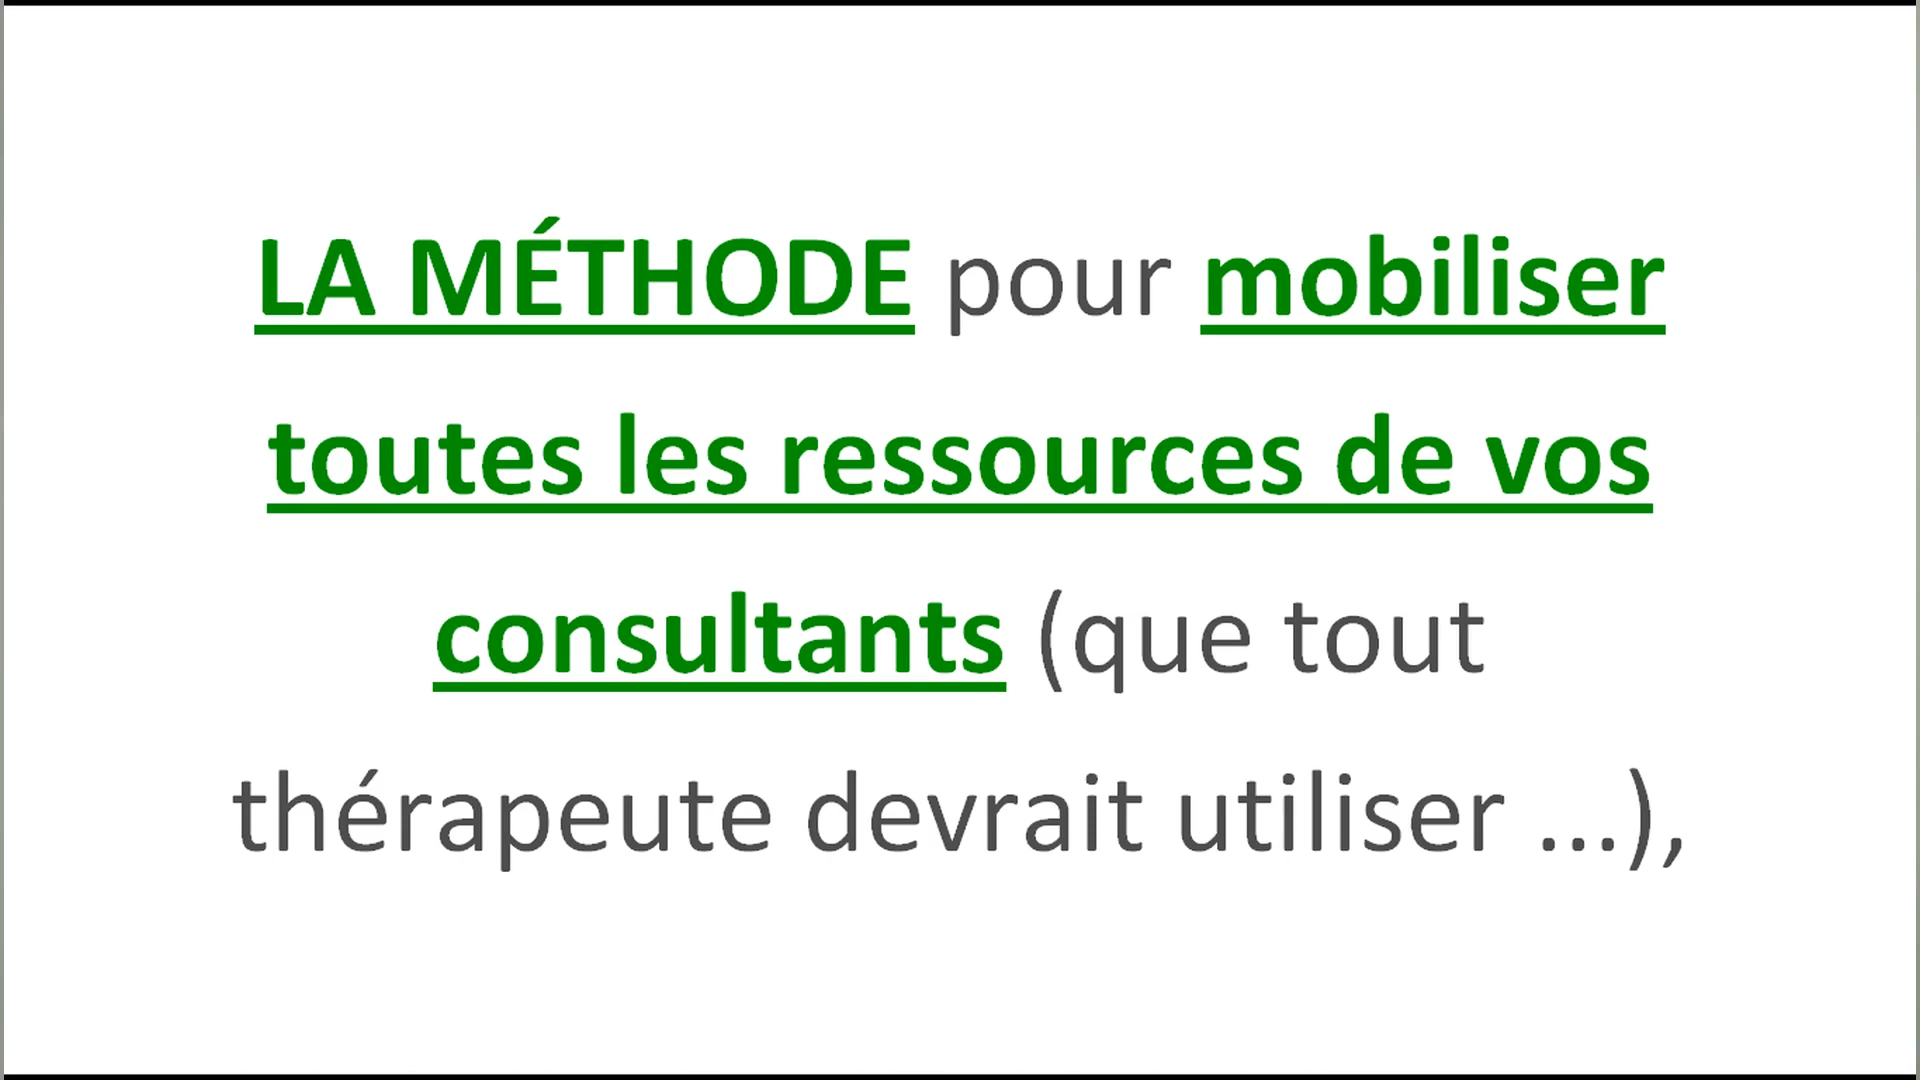 LA MÉTHODE pour mobiliser
toutes les ressources de vos
consultants (que tout
thérapeute devrait utiliser ...),